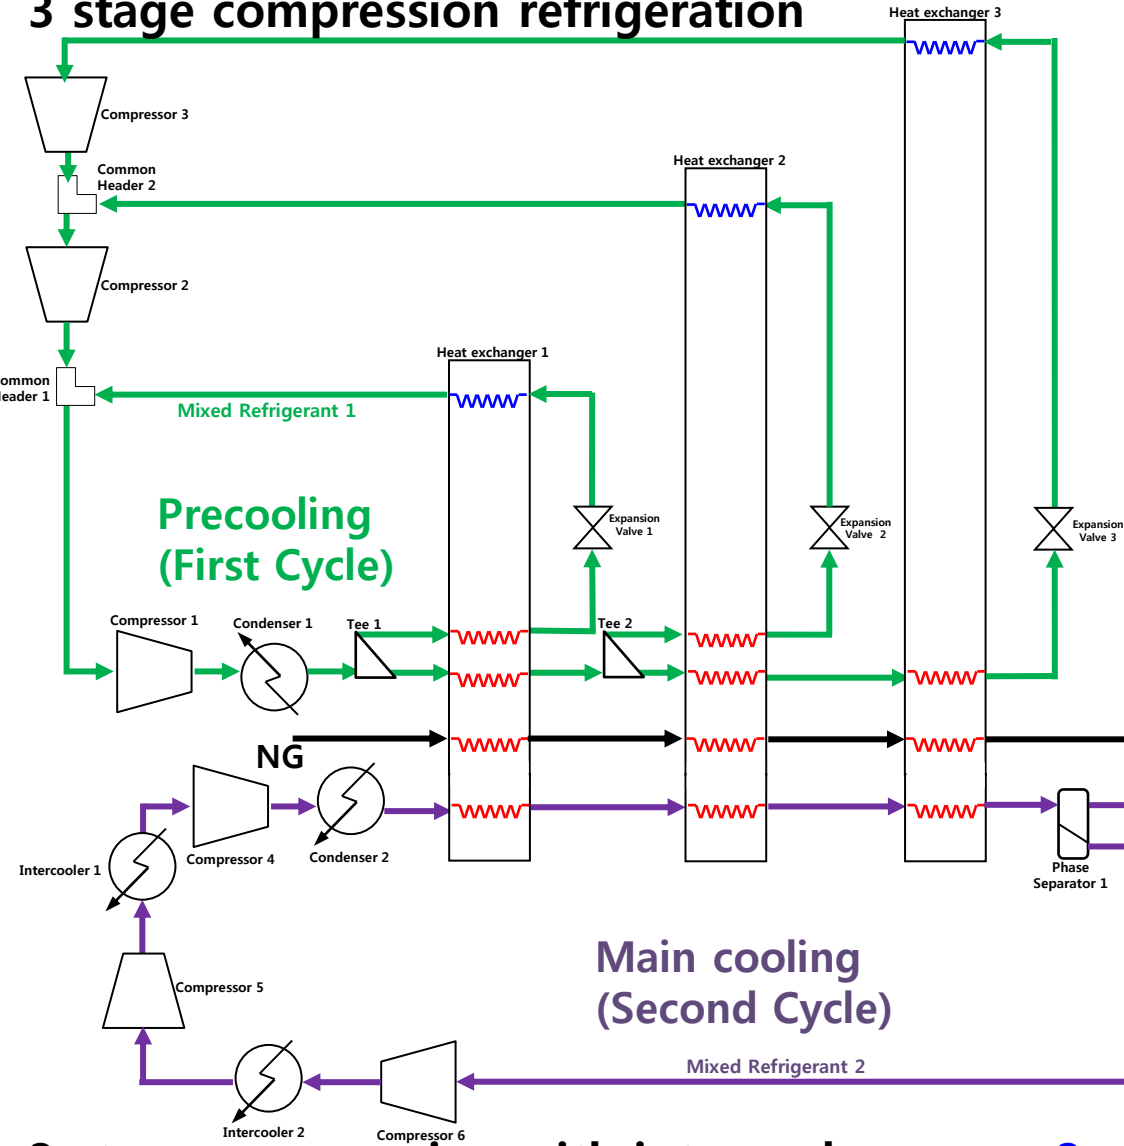 3 stage compression refrigeration
Heat exchanger 3
Compressor 3
Common
Header 2
Heat exchanger 2
Compressor 2
Heat exchanger 1
Mixed Refrigerant 1
Precooling
(First Cycle)
Expansion
Valve 1
Expansion
Valve 2
Expansion
Valve 3
Compressor 1
Condenser 1
Tee 1
Tee 2
NG
Compressor 4
Condenser 2
Intercooler 1
Phase
Separator 1
Compressor 5
Main cooling
(Second Cycle)
Mixed Refrigerant 2
Intercooler 2
Compressor 6